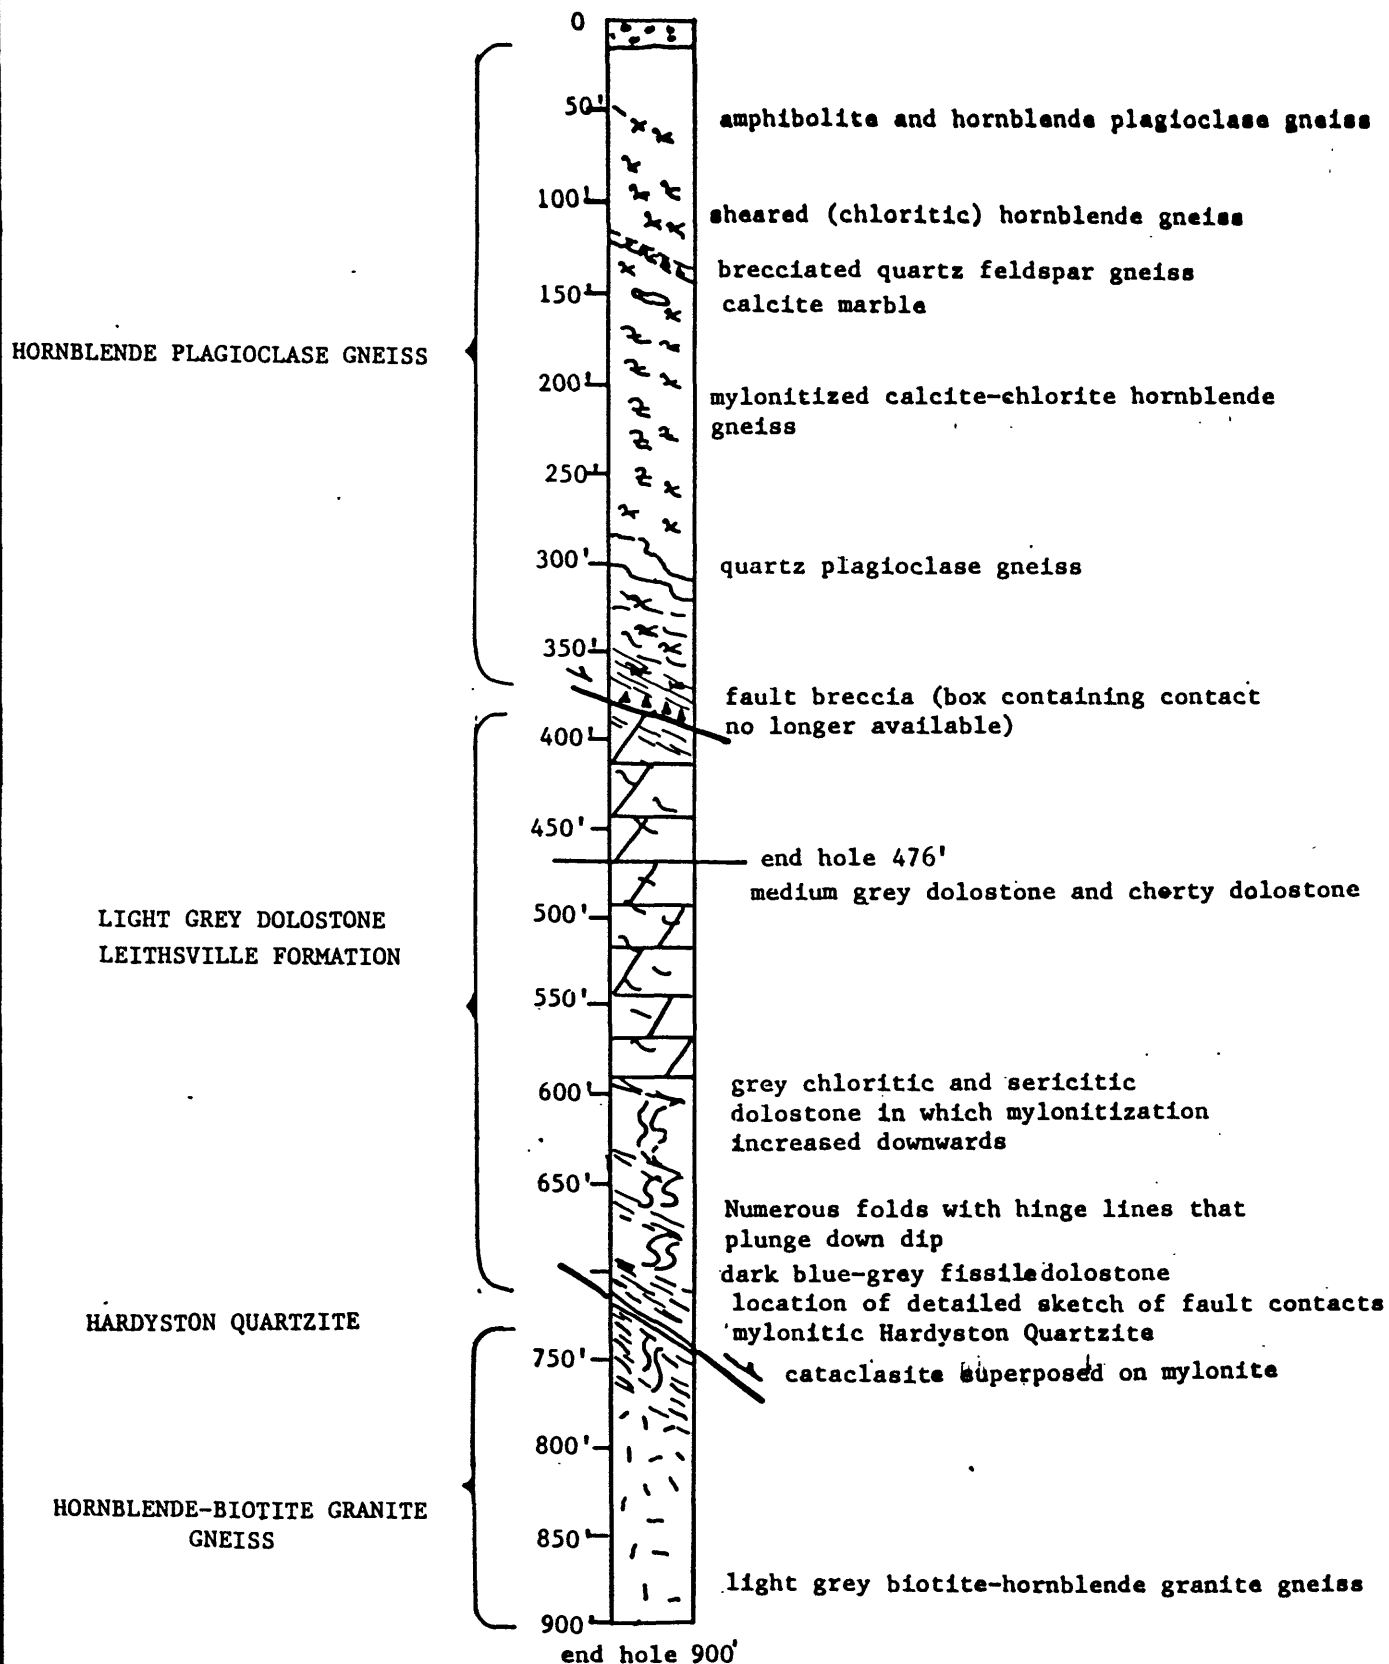 0
50'
amphibolite and hornblende plagioclase gneiss
100'
sheared (chloritic) hornblende gneiss
brecciated quartz feldspar gneiss
150'
calcite marble
HORNBLENDE PLAGIOCLASE GNEISS
200'
mylonitized calcite-chlorite hornblende
gneiss
250'
300'
quartz plagioclase gneiss
350'
fault breccia (box containing contact
no longer available)
400'
450'
end hole 476'
medium grey dolostone and cherty dolostone
500'
LIGHT GREY DOLOSTONE
LEITHSVILLE FORMATION
550'
600'
grey chloritic and sericitic
dolostone in which mylonitization
increased downwards
650'
Numerous folds with hinge lines that
plunge down dip
dark blue-grey fissile dolostone
location of detailed sketch of fault contacts
HARDYSTON QUARTZITE
mylonitic Hardyston Quartzite
750'
cataclasite superposed on mylonite
800'
HORNBLENDE-BIOTITE GRANITE
GNEISS
850'
light grey biotite-hornblende granite gneiss
900'
end hole 900'